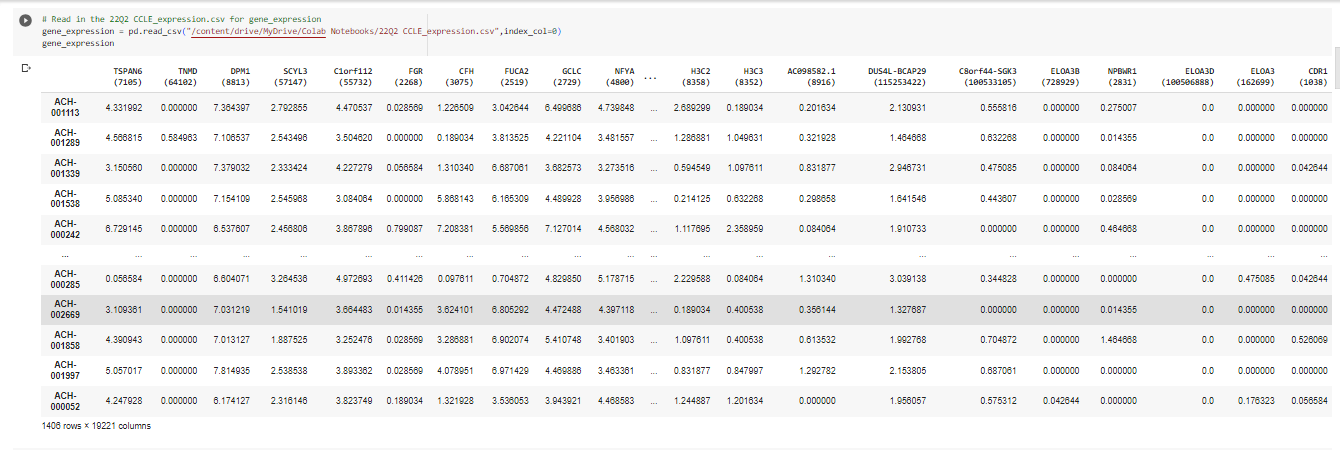 # Read in the 22Q2 CCLE_expression.csv for gene_expression
gene_expression = pd.read_csv("/content/drive/MyDrive/Colab Notebooks/22Q2 CCLE_expression.csv",index_col=0)
gene_expression
TSPAN6 TNMD DPM1 SCYL3 C1orf112 FGR CFH FUCA2 GCLC NFYA ... H3C2 H3C3 AC098582.1 DUS4L-BCAP29 C8orf44-SGK3 ELOA3B NPBWR1 ELOA3D ELOA3 CDR1
(7105) (64102) (8813) (57147) (55732) (2268) (3075) (2519) (2729) (4800) (8358) (8352) (8916) (115253422) (100533105) (728929) (2831) (100506888) (162699) (1038)
ACH-
001113 4.331992 0.000000 7.364397 2.792855 4.470537 0.028569 1.226509 3.042644 6.499686 4.739848 ... 2.689299 0.189034 0.201634 2.130931 0.555816 0.000000 0.275007 0.0 0.000000 0.000000
ACH-
001289 4.566815 0.584963 7.106537 2.543496 3.504620 0.000000 0.189034 3.813525 4.221104 3.481557 ... 1.286881 1.049631 0.321928 1.464668 0.632268 0.000000 0.014355 0.0 0.000000 0.000000
ACH-
001339 3.150560 0.000000 7.379032 2.333424 4.227279 0.056584 1.310340 6.687061 3.682573 3.273516 ... 0.594549 1.097611 0.831877 2.946731 0.475085 0.000000 0.084064 0.0 0.000000 0.042644
ACH-
001538 5.085340 0.000000 7.154109 2.545968 3.084064 0.000000 5.868143 6.165309 4.489928 3.956986 ... 0.214125 0.632268 0.298658 1.641546 0.443607 0.000000 0.028569 0.0 0.000000 0.000000
ACH-
000242 6.729145 0.000000 6.537607 2.456806 3.867896 0.799087 7.208381 5.569856 7.127014 4.568032 ... 1.117695 2.358959 0.084064 1.910733 0.000000 0.000000 0.464668 0.0 0.000000 0.000000
... ... ... ... ... ... ... ... ... ... ... ... ... ... ... ... ... ... ... ... ... ...
ACH-
000285 0.056584 0.000000 6.604071 3.264536 4.972693 0.411426 0.097611 0.704872 4.829850 5.178715 ... 2.229588 0.084064 1.310340 3.039138 0.344828 0.000000 0.000000 0.0 0.475085 0.042644
ACH-
002669 3.109361 0.000000 7.031219 1.541019 3.664483 0.014355 3.624101 6.805292 4.472488 4.397118 ... 0.189034 0.400538 0.356144 1.327687 0.000000 0.000000 0.014355 0.0 0.000000 0.000000
ACH-
001858 4.390943 0.000000 7.013127 1.887525 3.252476 0.028569 3.286881 6.902074 5.410748 3.401903 ... 1.097611 0.400538 0.613532 1.992768 0.704872 0.000000 1.464668 0.0 0.000000 0.526069
ACH-
001997 5.057017 0.000000 7.814935 2.538538 3.893362 0.028569 4.078951 6.971429 4.469886 3.463361 ... 0.831877 0.847997 1.292782 2.153805 0.687061 0.000000 0.000000 0.0 0.000000 0.000000
ACH-
000052 4.247928 0.000000 6.174127 2.316146 3.823749 0.189034 1.321928 3.536053 3.943921 4.468583 ... 1.244887 1.201634 0.000000 1.956057 0.575312 0.042644 0.000000 0.0 0.176323 0.056584
1406 rows × 19221 columns